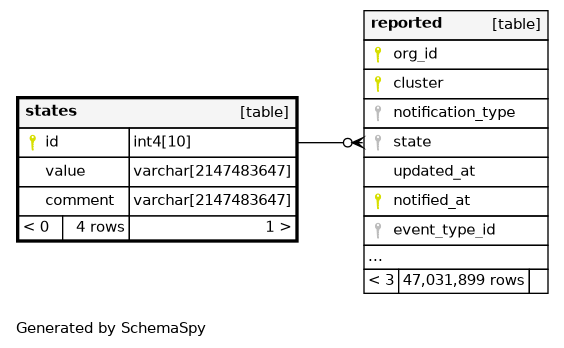 states [table]
id int4[10]
value varchar[2147483647]
comment varchar[2147483647]
< 0 4 rows 1 >
reported [table]
org_id
cluster
notification_type
state
updated_at
notified_at
event_type_id
...
< 3 47,031,899 rows
Generated by SchemaSpy